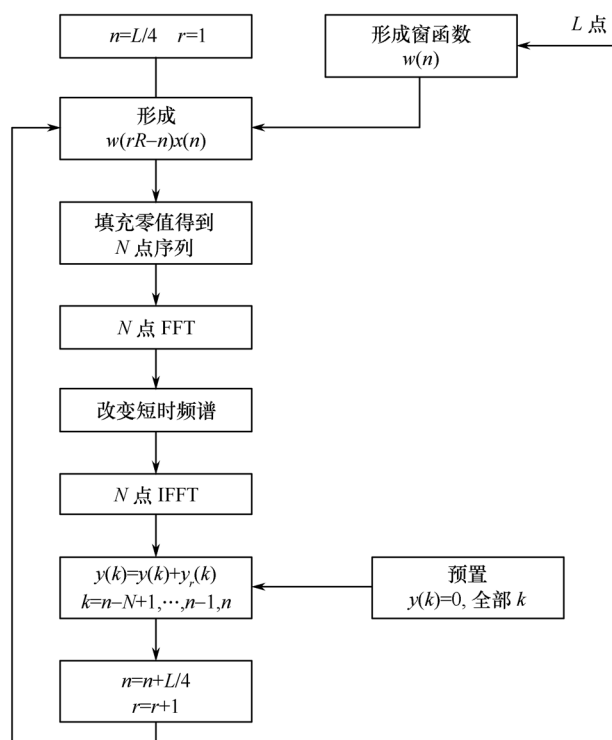 n=L/4 r=1
形成窗函数
w(n)
L 点
形成
w(rR−n)x(n)
填充零值得到
N 点序列
N 点 FFT
改变短时频谱
N 点 IFFT
y(k)=y(k)+yᵣ(k)
k=n−N+1,⋯,n−1,n
预置
y(k)=0, 全部 k
n=n+L/4
r=r+1